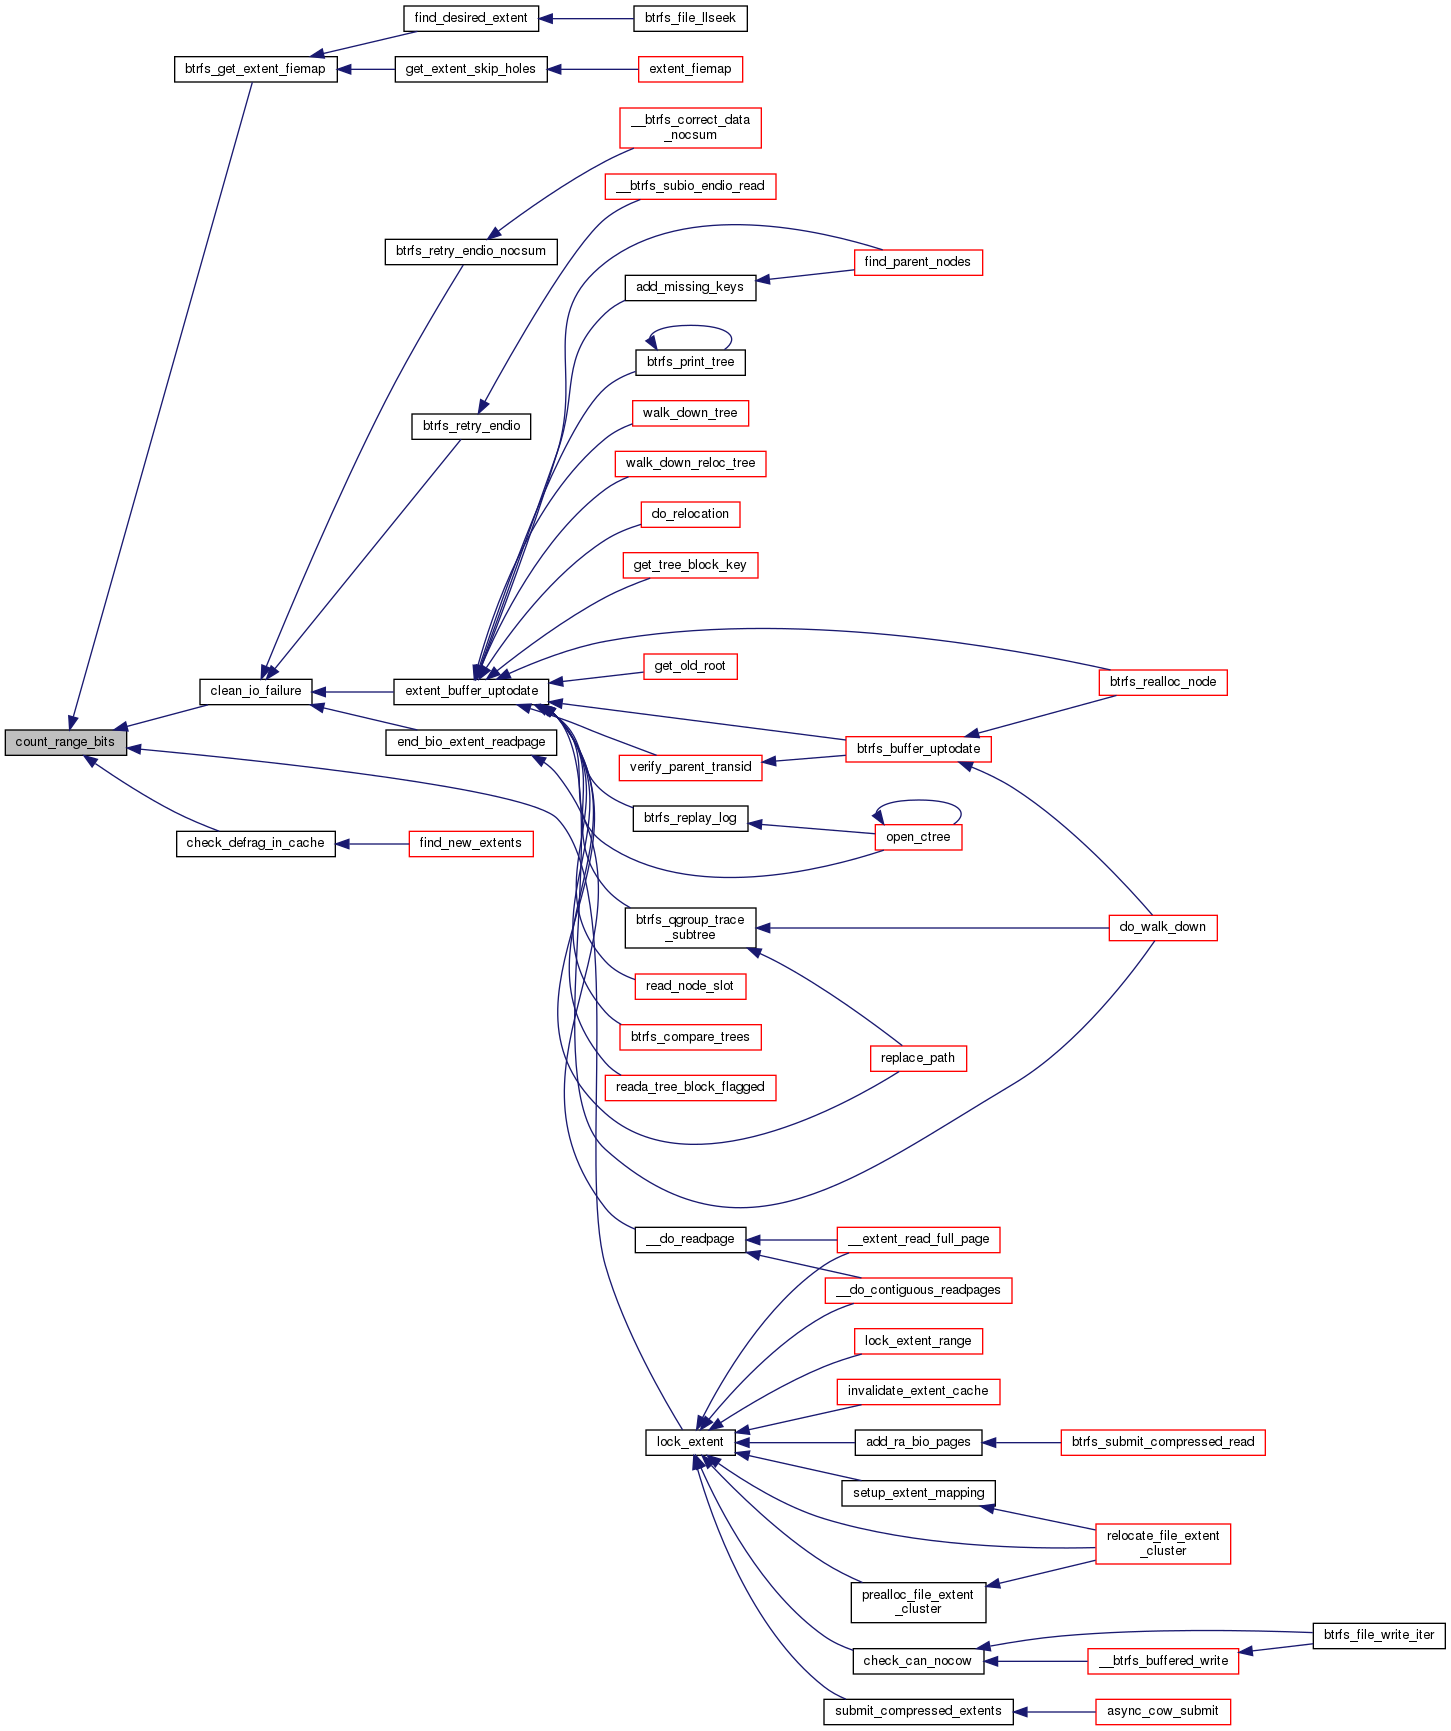 find_desired_extent
btrfs_file_llseek
btrfs_get_extent_fiemap
get_extent_skip_holes
extent_fiemap
__btrfs_correct_data
_nocsum
__btrfs_subio_endio_read
btrfs_retry_endio_nocsum
find_parent_nodes
add_missing_keys
btrfs_print_tree
walk_down_tree
btrfs_retry_endio
walk_down_reloc_tree
do_relocation
get_tree_block_key
get_old_root
btrfs_realloc_node
clean_io_failure
extent_buffer_uptodate
count_range_bits
end_bio_extent_readpage
btrfs_buffer_uptodate
verify_parent_transid
btrfs_replay_log
open_ctree
check_defrag_in_cache
find_new_extents
btrfs_qgroup_trace
_subtree
do_walk_down
read_node_slot
btrfs_compare_trees
replace_path
reada_tree_block_flagged
__do_readpage
__extent_read_full_page
__do_contiguous_readpages
lock_extent_range
invalidate_extent_cache
lock_extent
add_ra_bio_pages
btrfs_submit_compressed_read
setup_extent_mapping
relocate_file_extent
_cluster
prealloc_file_extent
_cluster
btrfs_file_write_iter
check_can_nocow
__btrfs_buffered_write
submit_compressed_extents
async_cow_submit